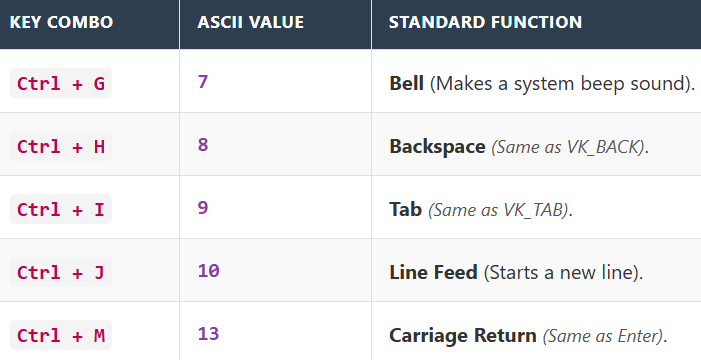 KEY COMBO ASCII VALUE STANDARD FUNCTION
Ctrl + G 7 Bell (Makes a system beep sound).
Ctrl + H 8 Backspace (Same as VK_BACK).
Ctrl + I 9 Tab (Same as VK_TAB).
Ctrl + J 10 Line Feed (Starts a new line).
Ctrl + M 13 Carriage Return (Same as Enter).